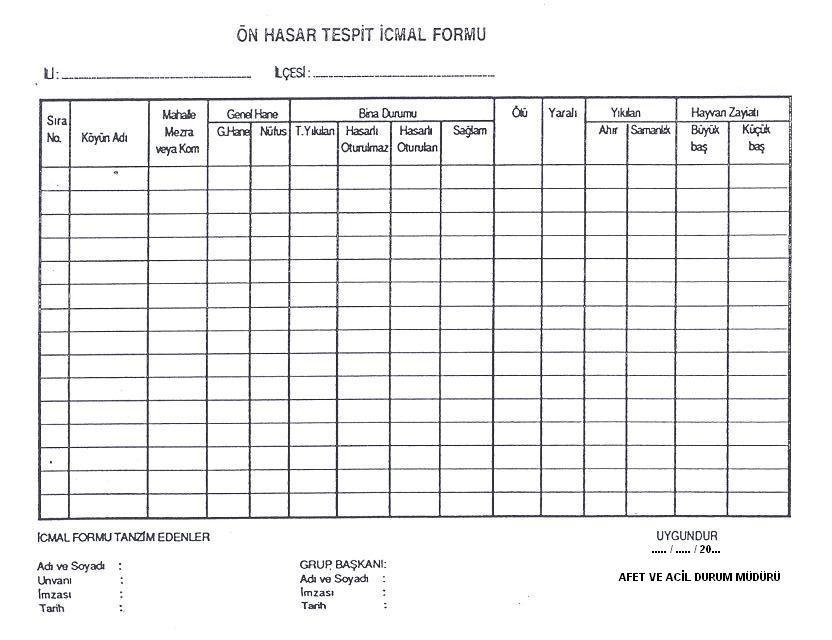 ÖN HASAR TESPİT İCMAL FORMU
İLİ : İLÇESİ :
Sıra No. Köyün Adı Mahalle Mezra veya Kom Genel Hane Bina Durumu Ölü Yaralı Yıkılan Hayvan Zayiatı
G.Hane Nüfus T.Yıkılan Hasarlı Oturulmaz Hasarlı Oturulan Sağlam Ahır Samanlık Büyük baş Küçük baş
İCMAL FORMU TANZİM EDENLER UYGUNDUR
..... / ..... / 20...
Adı ve Soyadı : GRUP BAŞKANI:
Unvanı : Adı ve Soyadı : AFET VE ACİL DURUM MÜDÜRÜ
İmzası : İmzası :
Tarih : Tarih :